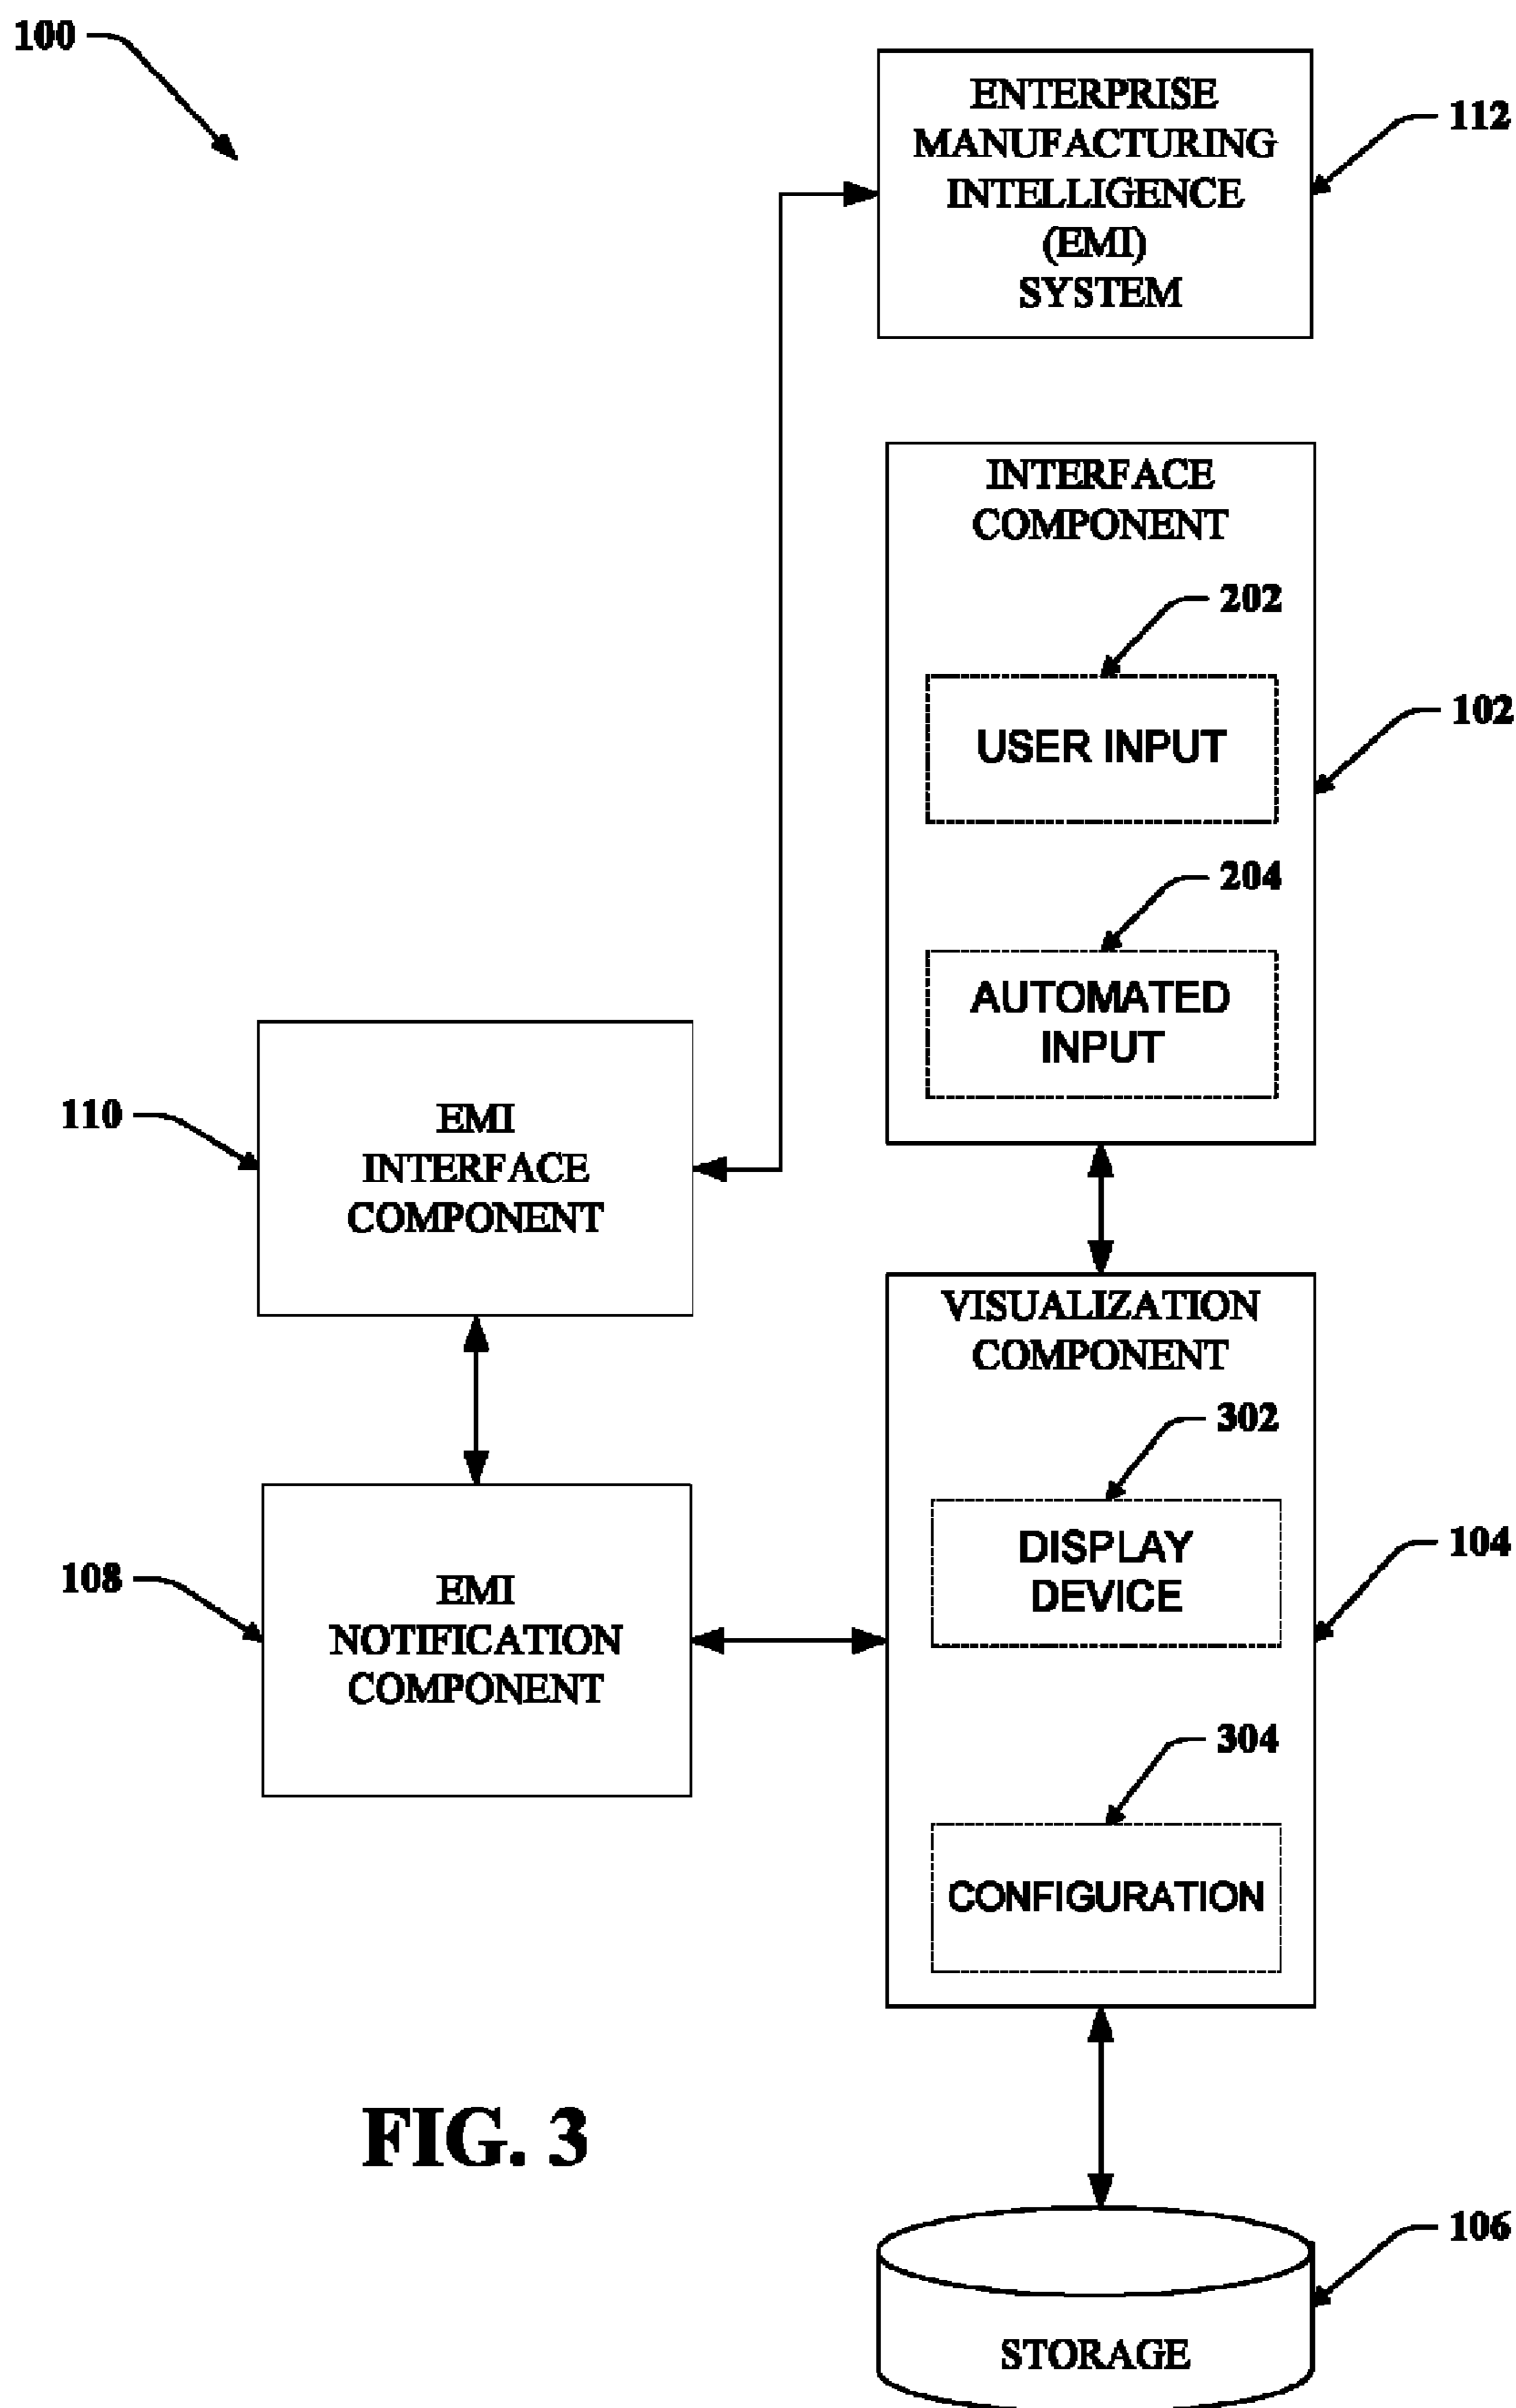 100
ENTERPRISE
MANUFACTURING
INTELLIGENCE
(EMI)
SYSTEM
112
INTERFACE
COMPONENT
202
USER INPUT
102
204
AUTOMATED
INPUT
110
EMI
INTERFACE
COMPONENT
VISUALIZATION
COMPONENT
302
DISPLAY
DEVICE
104
108
EMI
NOTIFICATION
COMPONENT
304
CONFIGURATION
FIG. 3
106
STORAGE